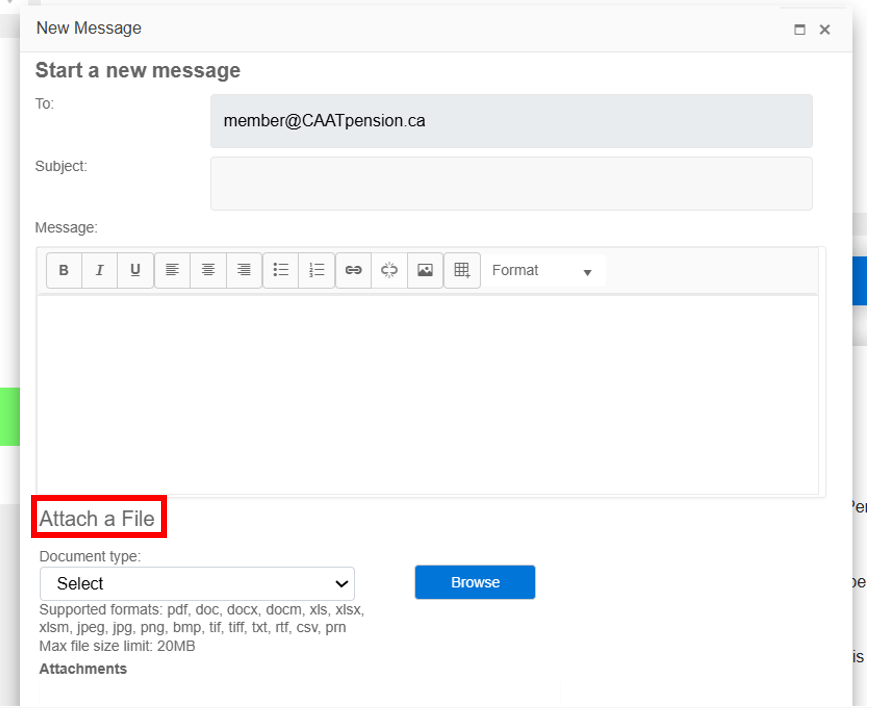 New Message
Start a new message
To:
member@CAATpension.ca
Subject:
Message:
B I U Format
Attach a File
Document type:
Select
Browse
Supported formats: pdf, doc, docx, docm, xls, xlsx,
xlsm, jpeg, jpg, png, bmp, tif, tiff, txt, rtf, csv, prn
Max file size limit: 20MB
Attachments